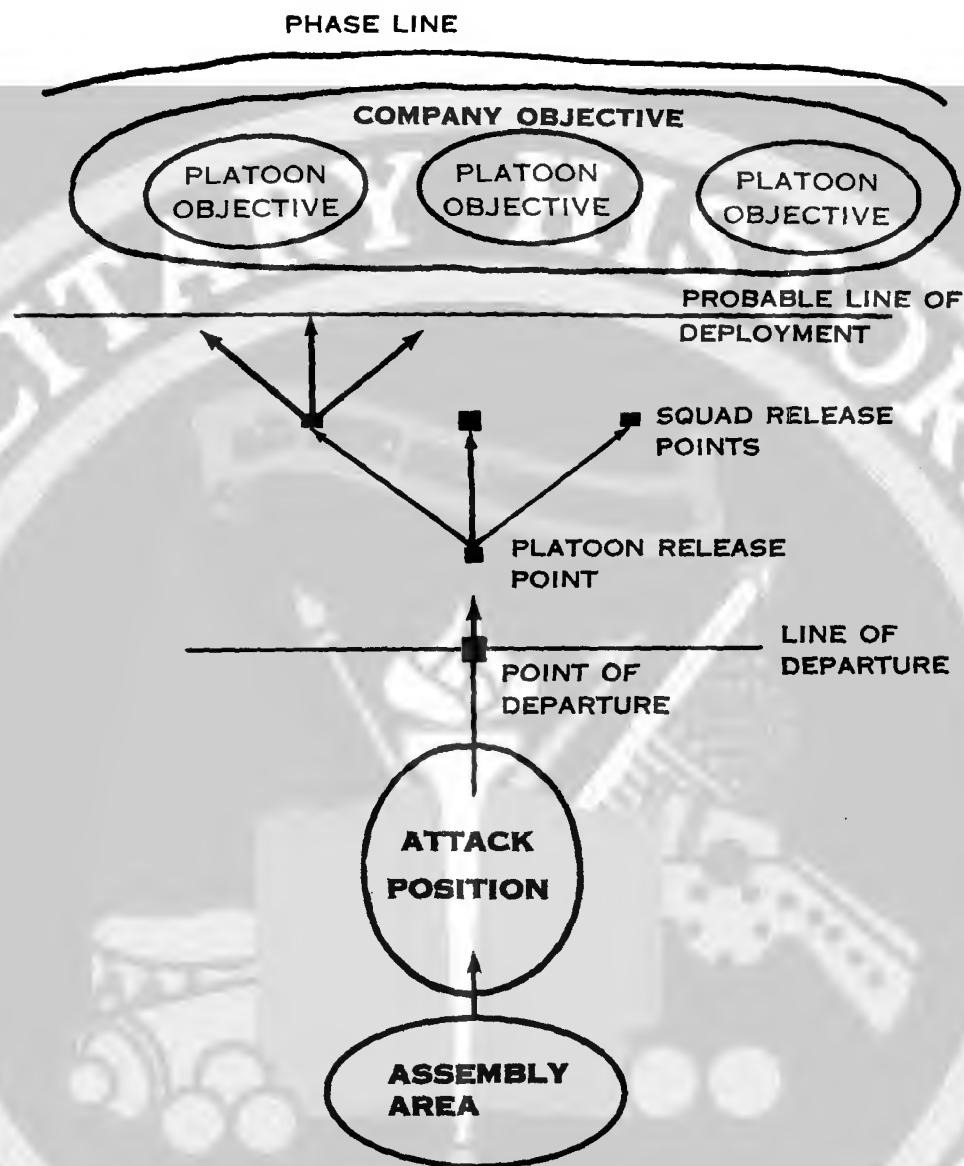 PHASE LINE
COMPANY OBJECTIVE
PLATOON
OBJECTIVE
PLATOON
OBJECTIVE
PLATOON
OBJECTIVE
PROBABLE LINE OF
DEPLOYMENT
SQUAD RELEASE
POINTS
PLATOON RELEASE
POINT
LINE OF
DEPARTURE
POINT OF
DEPARTURE
ATTACK
POSITION
ASSEMBLY
AREA